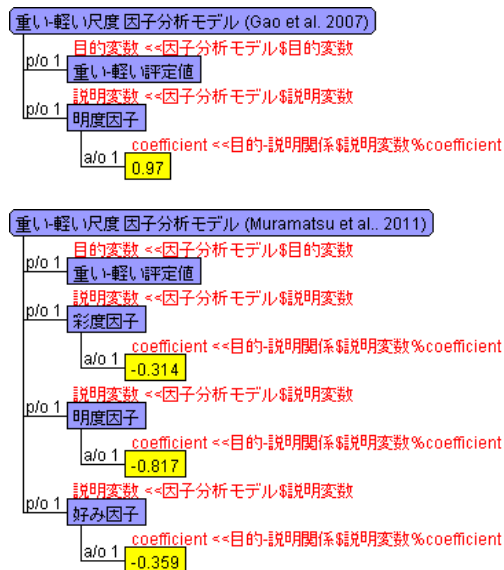 重い-軽い尺度 因子分析モデル (Gao et al. 2007)
目的変数 <<因子分析モデル$目的変数
p/o 1 重い-軽い評定値
説明変数 <<因子分析モデル$説明変数
p/o 1 明度因子
coefficient <<目的-説明関係$説明変数%coefficient
a/o 1 0.97
重い-軽い尺度 因子分析モデル (Muramatsu et al.. 2011)
目的変数 <<因子分析モデル$目的変数
p/o 1 重い-軽い評定値
説明変数 <<因子分析モデル$説明変数
p/o 1 彩度因子
coefficient <<目的-説明関係$説明変数%coefficient
a/o 1 -0.314
説明変数 <<因子分析モデル$説明変数
p/o 1 明度因子
coefficient <<目的-説明関係$説明変数%coefficient
a/o 1 -0.817
説明変数 <<因子分析モデル$説明変数
p/o 1 好み因子
coefficient <<目的-説明関係$説明変数%coefficient
a/o 1 -0.359